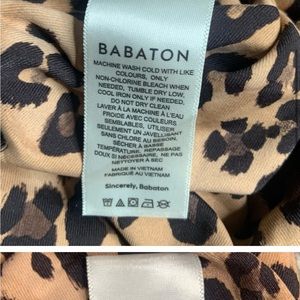 BABATON
MACHINE WASH COLD WITH LIKE
COLOURS, ONLY
NON-CHLORINE BLEACH WHEN
NEEDED, TUMBLE DRY LOW,
COOL IRON ONLY IF NEEDED,
DO NOT DRY CLEAN
LAVER À LA MACHINE À L'EAU
FROIDE AVEC COULEURS
SEMBLABLES, UTILISER
SEULEMENT UN JAVELLISANT
SANS CHLORE AU BESOIN,
SÉCHER À BASSE
TEMPÉRATURE, REPASSAGE
DOUX SI NÉCESSAIRE, NE PAS
NETTOYER À SEC
MADE IN VIETNAM
FABRIQUÉ AU VIETNAM
Sincerely, Babaton